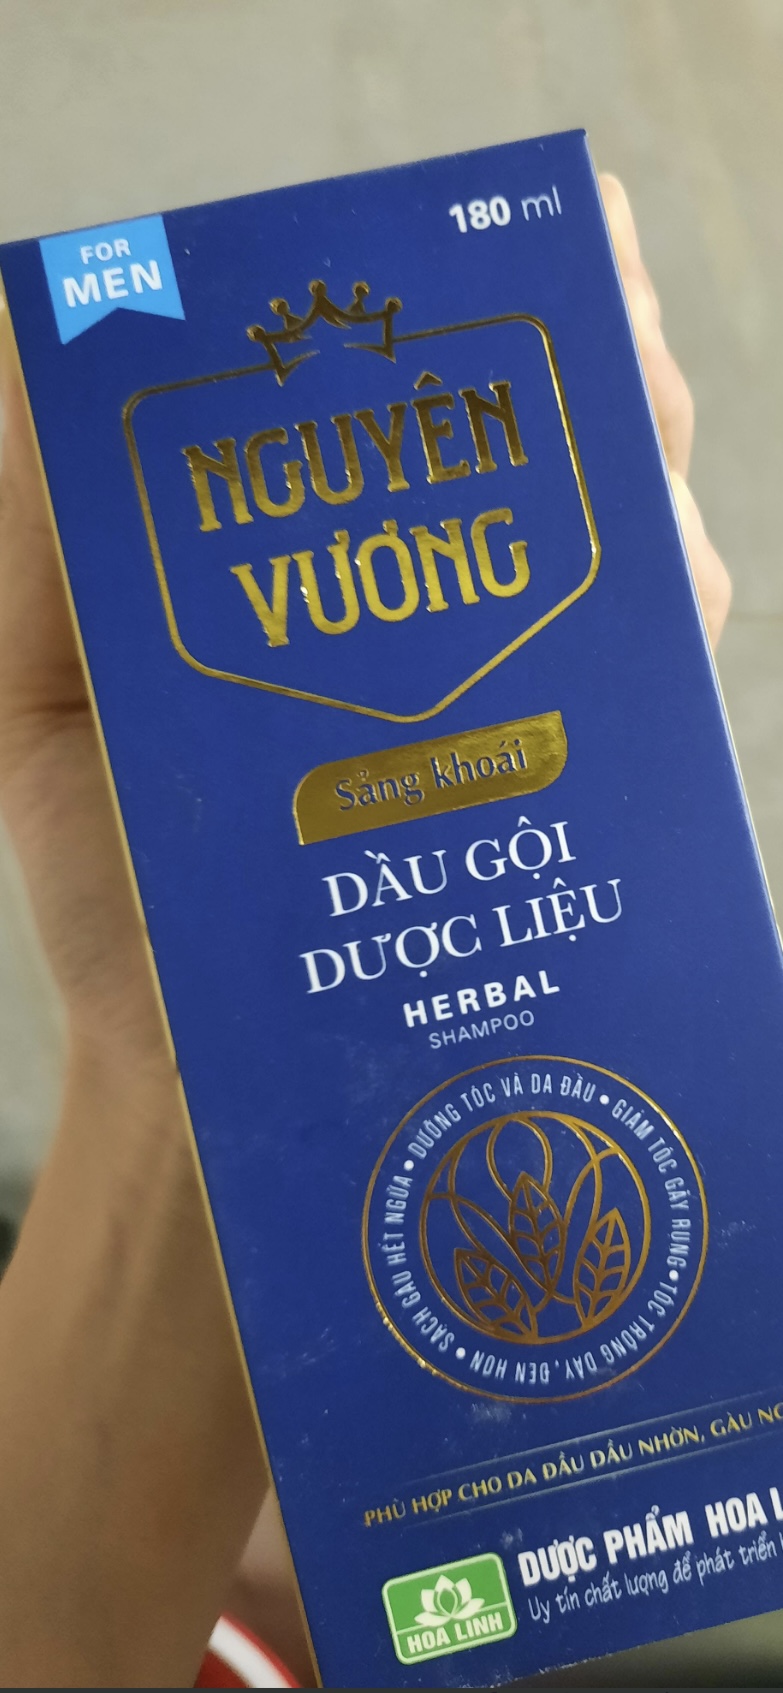 FOR
MEN
180 ml
NGUYÊN
VƯƠNG
Sảng khoái
DẦU GỘI
DƯỢC LIỆU
HERBAL
SHAMPOO
SẠCH GÀU HẾT NGỨA • DƯỠNG TÓC VÀ DA ĐẦU • GIẢM TÓC GÃY RỤNG • TÓC TRÔNG DÀY, ĐEN HƠN •
PHÙ HỢP CHO DA ĐẦU DẦU NHỜN, GÀU
DƯỢC PHẨM HOA
Uy tín chất lượng để phát triển
HOA LINH